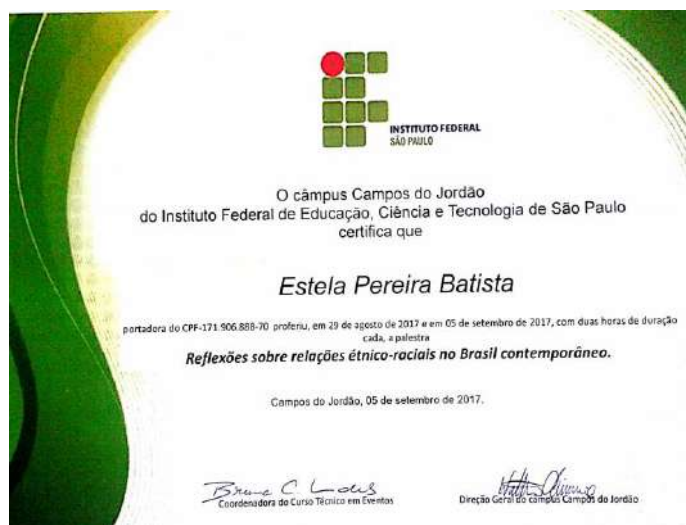 INSTITUTO FEDERAL
SÃO PAULO
O câmpus Campos do Jordão
do Instituto Federal de Educação, Ciência e Tecnologia de São Paulo
certifica que
Estela Pereira Batista
portadora do CPF-171.906.888-70 proferiu, em 29 de agosto de 2017 e em 05 de setembro de 2017, com duas horas de duração
cada, a palestra
Reflexões sobre relações étnico-raciais no Brasil contemporâneo.
Campos do Jordão, 05 de setembro de 2017.
Coordenadora do Curso Técnico em Eventos
Direção Geral do câmpus Campos do Jordão